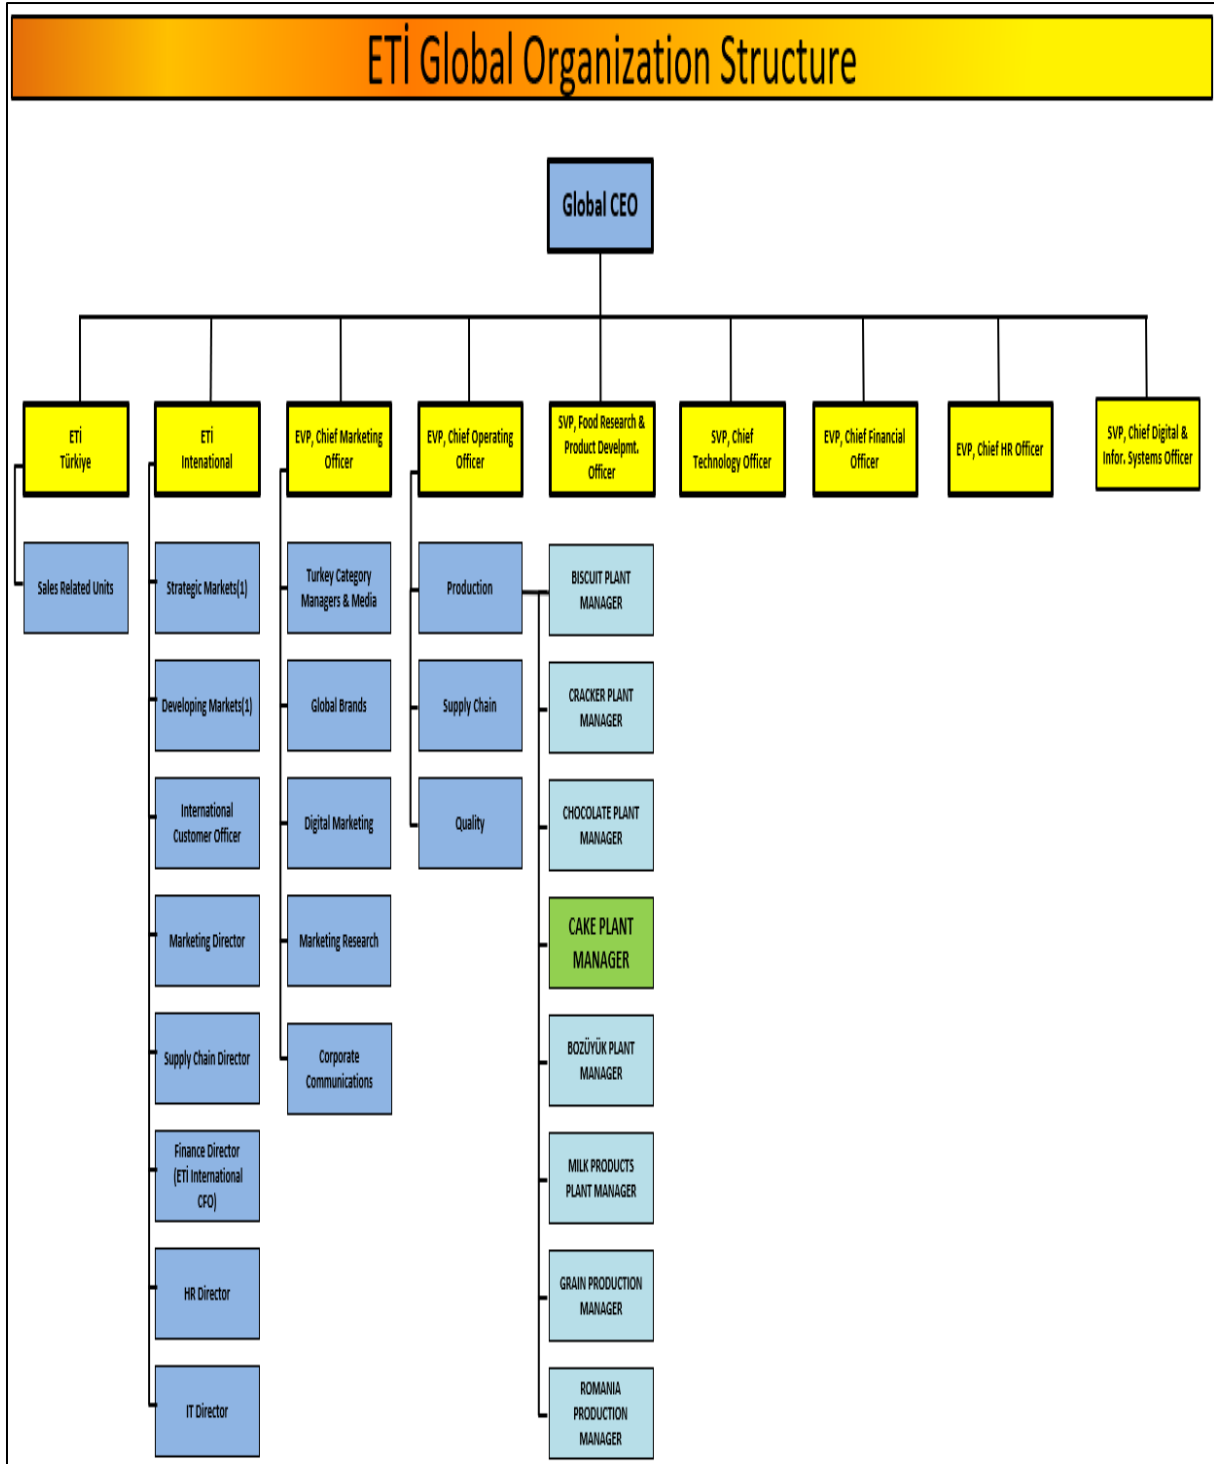 ETİ Global Organization Structure
Global CEO
ETİ
Türkiye
ETİ
Intenational
EVP, Chief Marketing
Officer
EVP, Chief Operating
Officer
SVP, Food Research &
Product Develpmt.
Officer
SVP, Chief
Technology Officer
EVP, Chief Financial
Officer
EVP, Chief HR Officer
SVP, Chief Digital &
Infor. Systems Officer
Sales Related Units
Strategic Markets(1)
Developing Markets(1)
International
Customer Officer
Marketing Director
Supply Chain Director
Finance Director
(ETİ International
CFO)
HR Director
IT Director
Turkey Category
Managers & Media
Global Brands
Digital Marketing
Marketing Research
Corporate
Communications
Production
Supply Chain
Quality
BISCUIT PLANT
MANAGER
CRACKER PLANT
MANAGER
CHOCOLATE PLANT
MANAGER
CAKE PLANT
MANAGER
BOZÜYÜK PLANT
MANAGER
MILK PRODUCTS
PLANT MANAGER
GRAIN PRODUCTION
MANAGER
ROMANIA
PRODUCTION
MANAGER